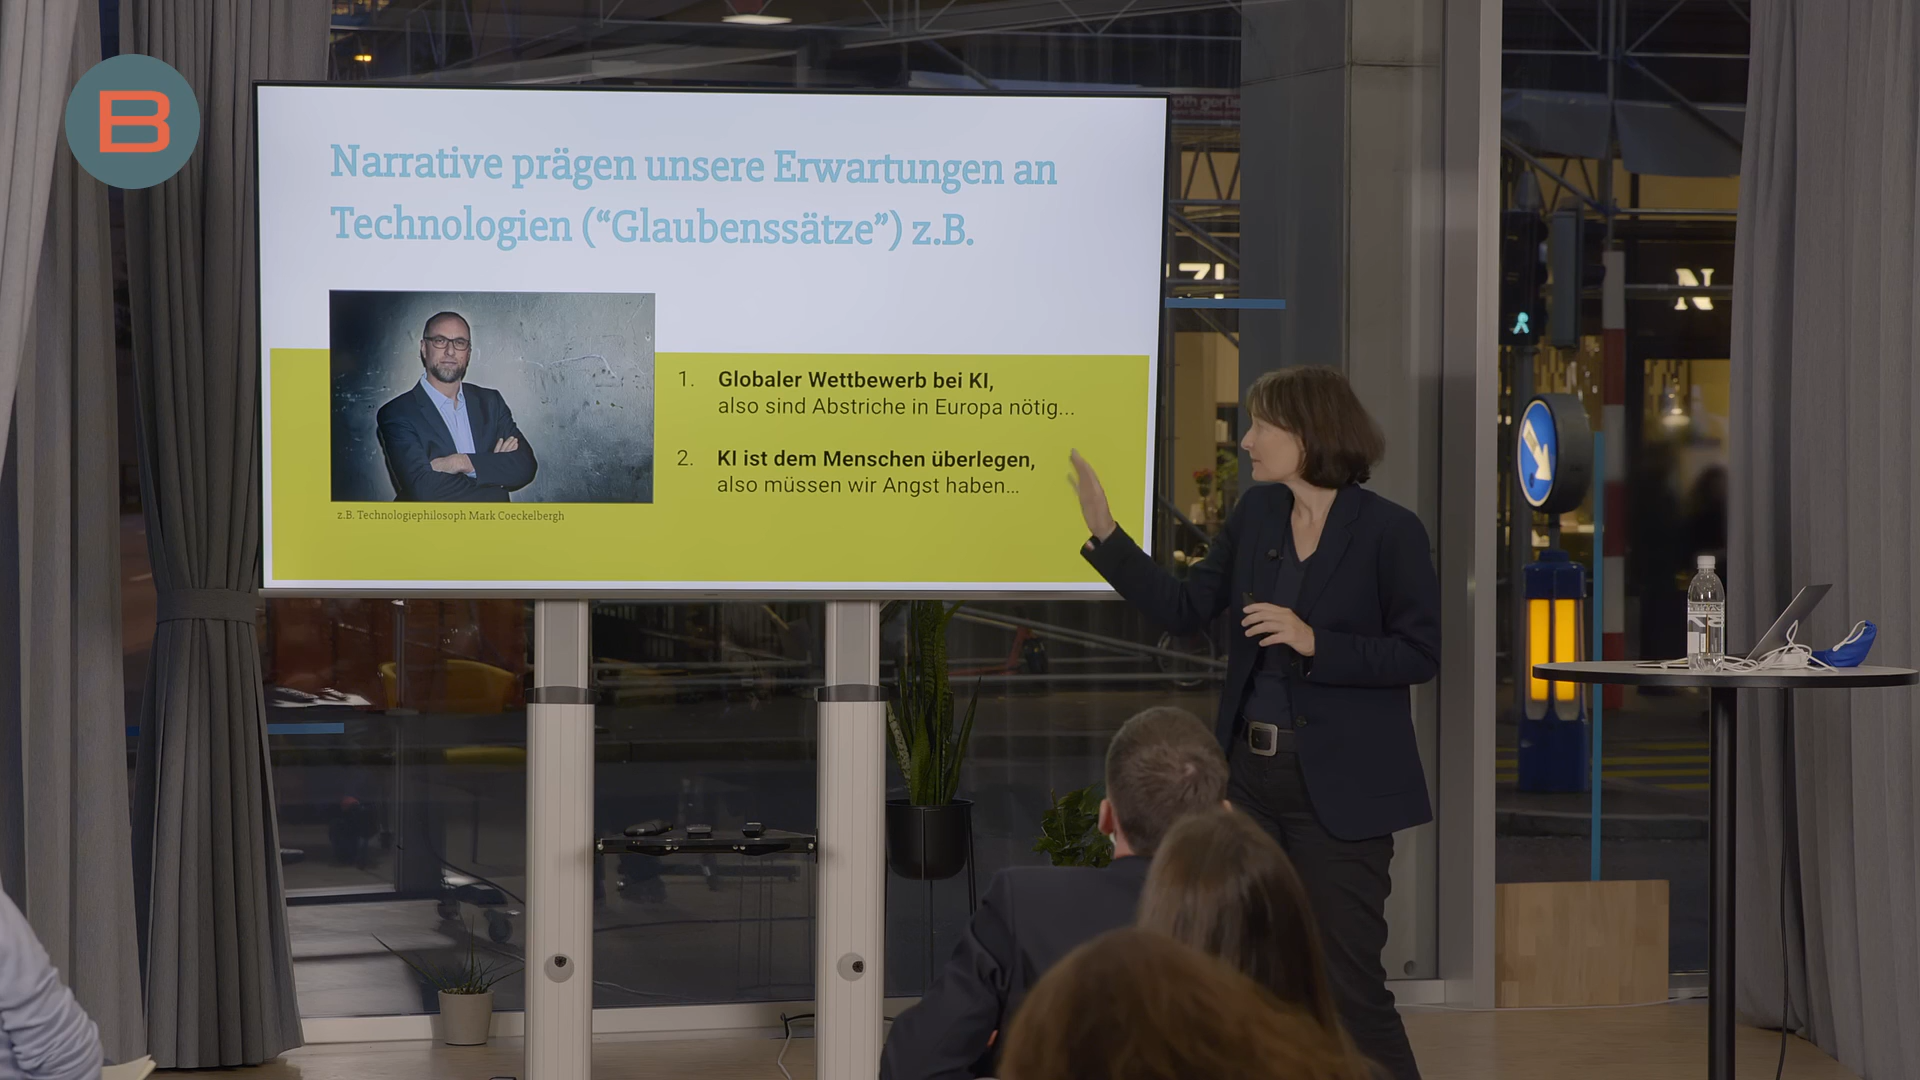 B
Narrative prägen unsere Erwartungen an
Technologien (“Glaubenssätze”) z.B.
1. Globaler Wettbewerb bei KI,
also sind Abstriche in Europa nötig...
2. KI ist dem Menschen überlegen,
also müssen wir Angst haben...
z.B. Technologiephilosoph Mark Coeckelbergh
N